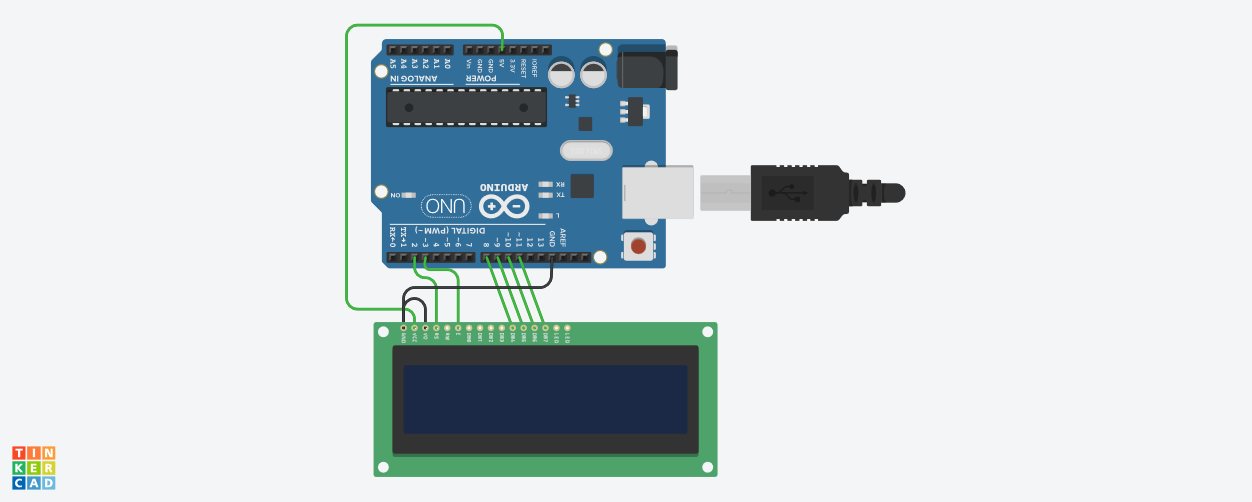 A5 A4 A3 A2 A1 A0
Vin GND GND 5V 3.3V RESET IOREF
ANALOG IN
POWER
RX
TX
ON
UNO
ARDUINO
L
DIGITAL (PWM~)
RX←0 TX→1 2 ~3 4 ~5 ~6 7 8 ~9 ~10 ~11 12 13 GND AREF
GND VCC V0 RS RW E DB0 DB1 DB2 DB3 DB4 DB5 DB6 DB7 LED LED
TIN
KER
CAD